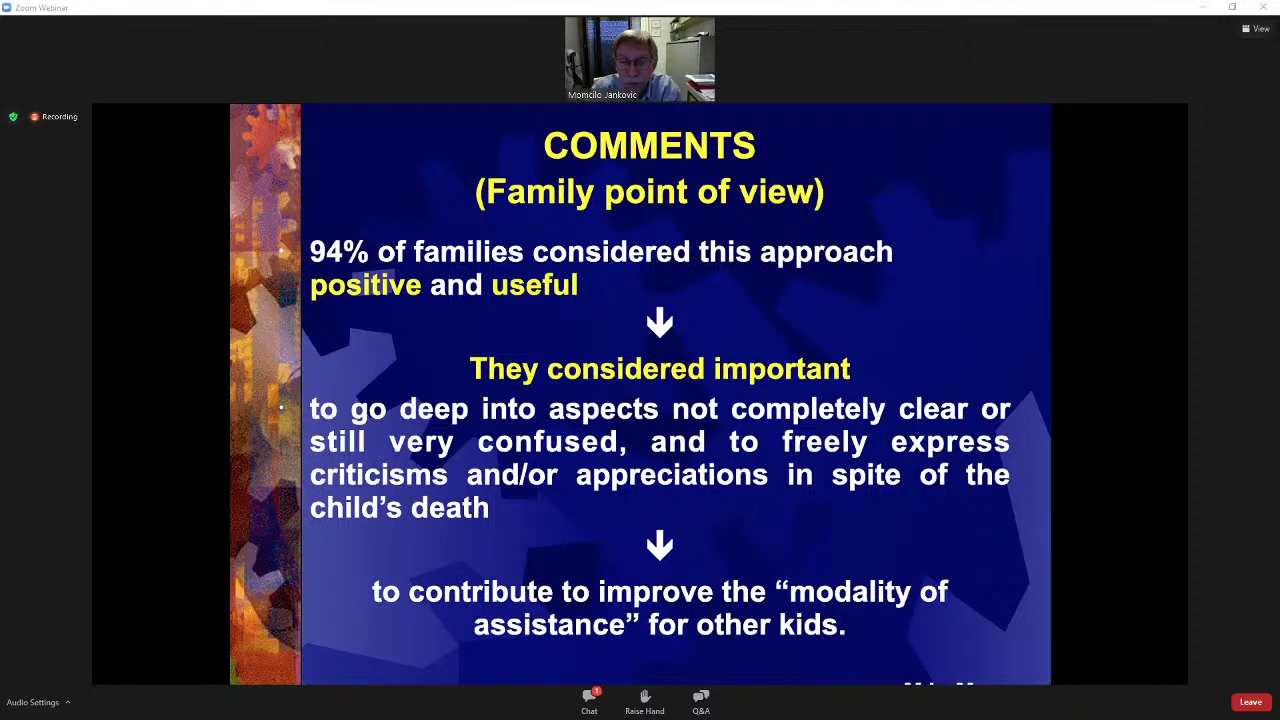 Zoom Webinar
View
Momcilo Jankovic
Recording
COMMENTS
(Family point of view)
94% of families considered this approach
positive and useful
They considered important
to go deep into aspects not completely clear or
still very confused, and to freely express
criticisms and/or appreciations in spite of the
child’s death
to contribute to improve the “modality of
assistance” for other kids.
Audio Settings
1
Chat
Raise Hand
Q&A
Leave